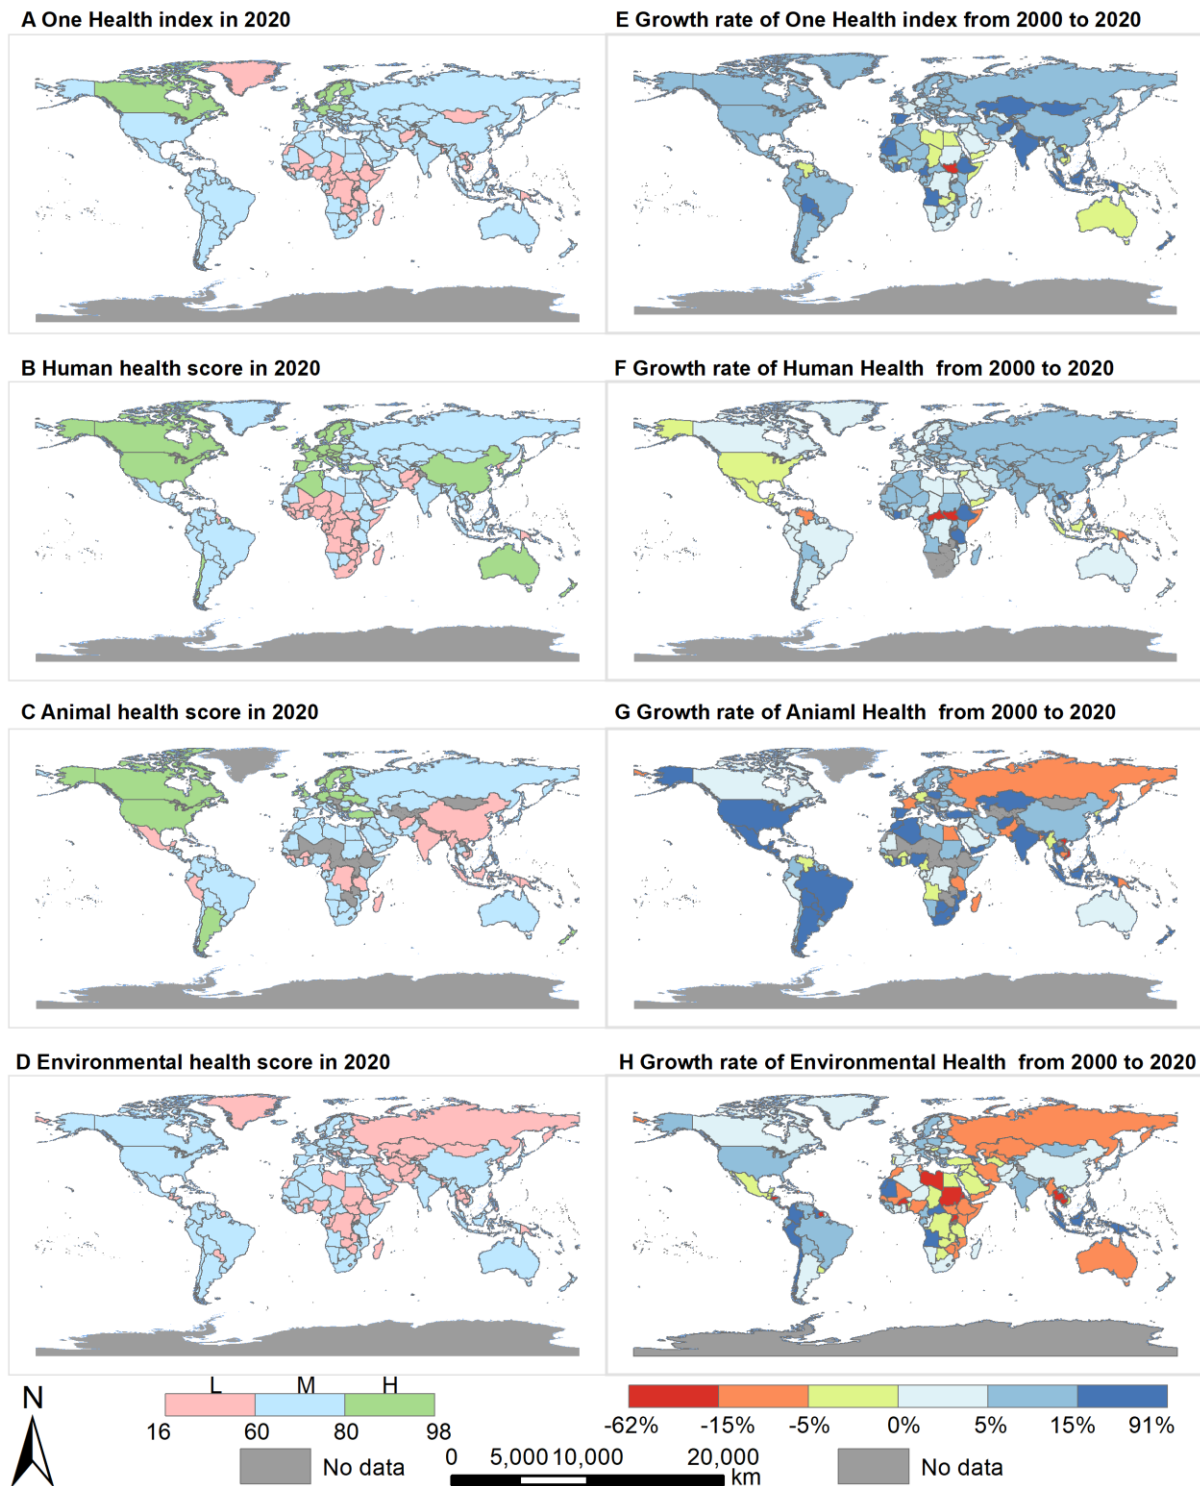 A One Health index in 2020
E Growth rate of One Health index from 2000 to 2020
B Human health score in 2020
F Growth rate of Human Health from 2000 to 2020
C Animal health score in 2020
G Growth rate of Aniaml Health from 2000 to 2020
D Environmental health score in 2020
H Growth rate of Environmental Health from 2000 to 2020
N
L M H
16 60 80 98
No data
0 5,000 10,000 20,000
km
-62% -15% -5% 0% 5% 15% 91%
No data